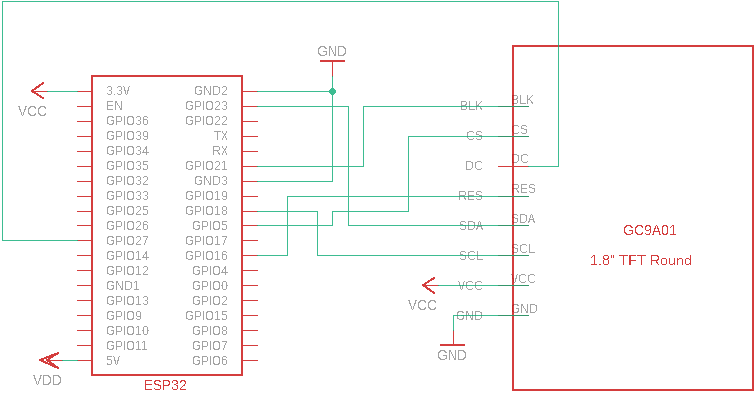 GND
VCC
3.3V GND2
EN GPIO23
GPIO36 GPIO22
GPIO39 TX
GPIO34 RX
GPIO35 GPIO21
GPIO32 GND3
GPIO33 GPIO19
GPIO25 GPIO18
GPIO26 GPIO5
GPIO27 GPIO17
GPIO14 GPIO16
GPIO12 GPIO4
GND1 GPIO0
GPIO13 GPIO2
GPIO9 GPIO15
GPIO10 GPIO8
GPIO11 GPIO7
5V GPIO6
VDD
ESP32
BLK BLK
CS CS
DC DC
RES RES
SDA SDA
SCL SCL
VCC VCC
GND GND
VCC
GND
GC9A01
1.8" TFT Round